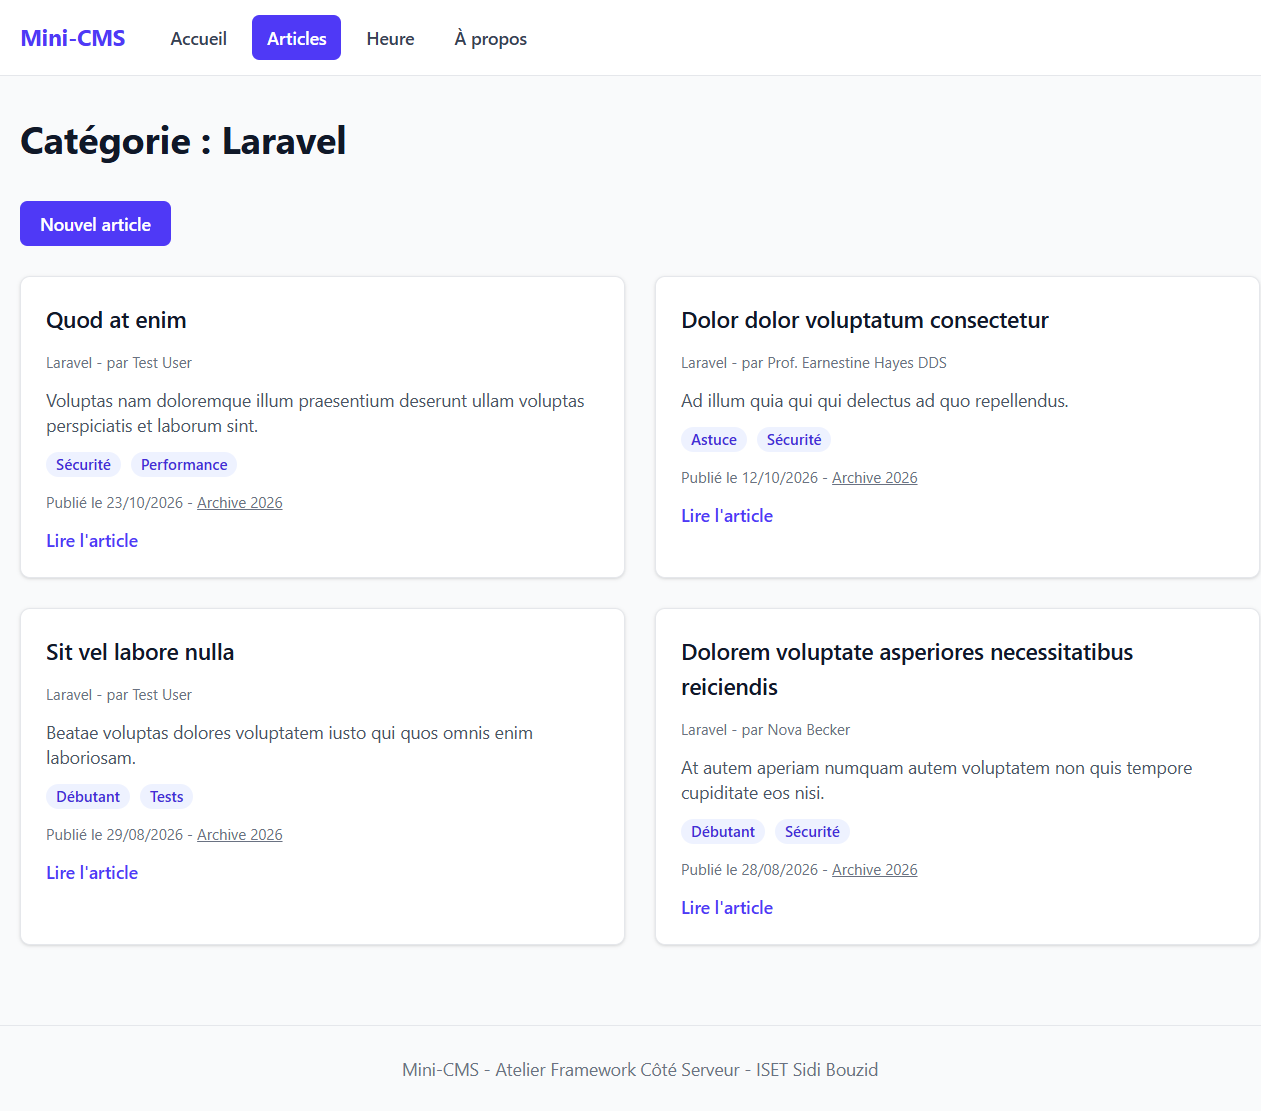 Mini-CMS Accueil Articles Heure À propos
Catégorie : Laravel
Nouvel article
Quod at enim
Laravel - par Test User
Voluptas nam doloremque illum praesentium deserunt ullam voluptas
perspiciatis et laborum sint.
Sécurité Performance
Publié le 23/10/2026 - Archive 2026
Lire l'article
Dolor dolor voluptatum consectetur
Laravel - par Prof. Earnestine Hayes DDS
Ad illum quia qui qui delectus ad quo repellendus.
Astuce Sécurité
Publié le 12/10/2026 - Archive 2026
Lire l'article
Sit vel labore nulla
Laravel - par Test User
Beatae voluptas dolores voluptatem iusto qui quos omnis enim
laboriosam.
Débutant Tests
Publié le 29/08/2026 - Archive 2026
Lire l'article
Dolorem voluptate asperiores necessitatibus
reiciendis
Laravel - par Nova Becker
At autem aperiam numquam autem voluptatem non quis tempore
cupiditate eos nisi.
Débutant Sécurité
Publié le 28/08/2026 - Archive 2026
Lire l'article
Mini-CMS - Atelier Framework Côté Serveur - ISET Sidi Bouzid